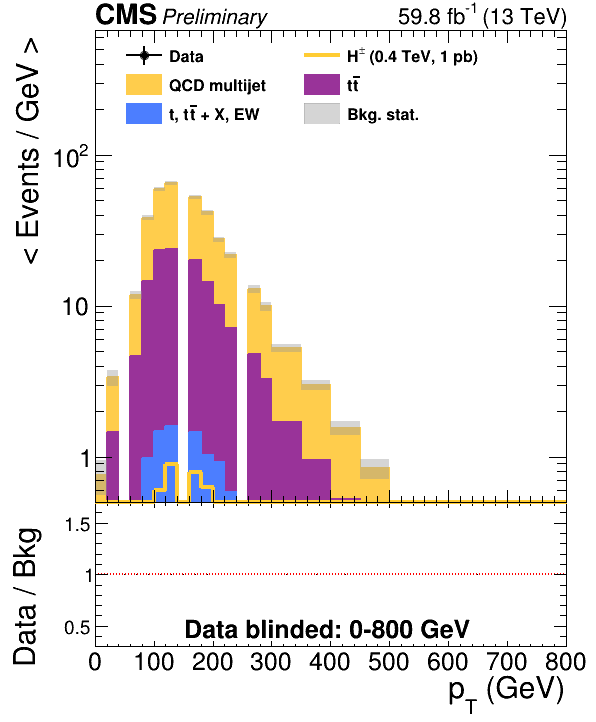 CMS Preliminary 59.8 fb⁻¹ (13 TeV)
Data H± (0.4 TeV, 1 pb)
QCD multijet tt̄
t, tt̄ + X, EW Bkg. stat.
< Events / GeV >
10²
10
1
Data / Bkg
1.5
1
0.5
Data blinded: 0-800 GeV
0 100 200 300 400 500 600 700 800
p_T (GeV)